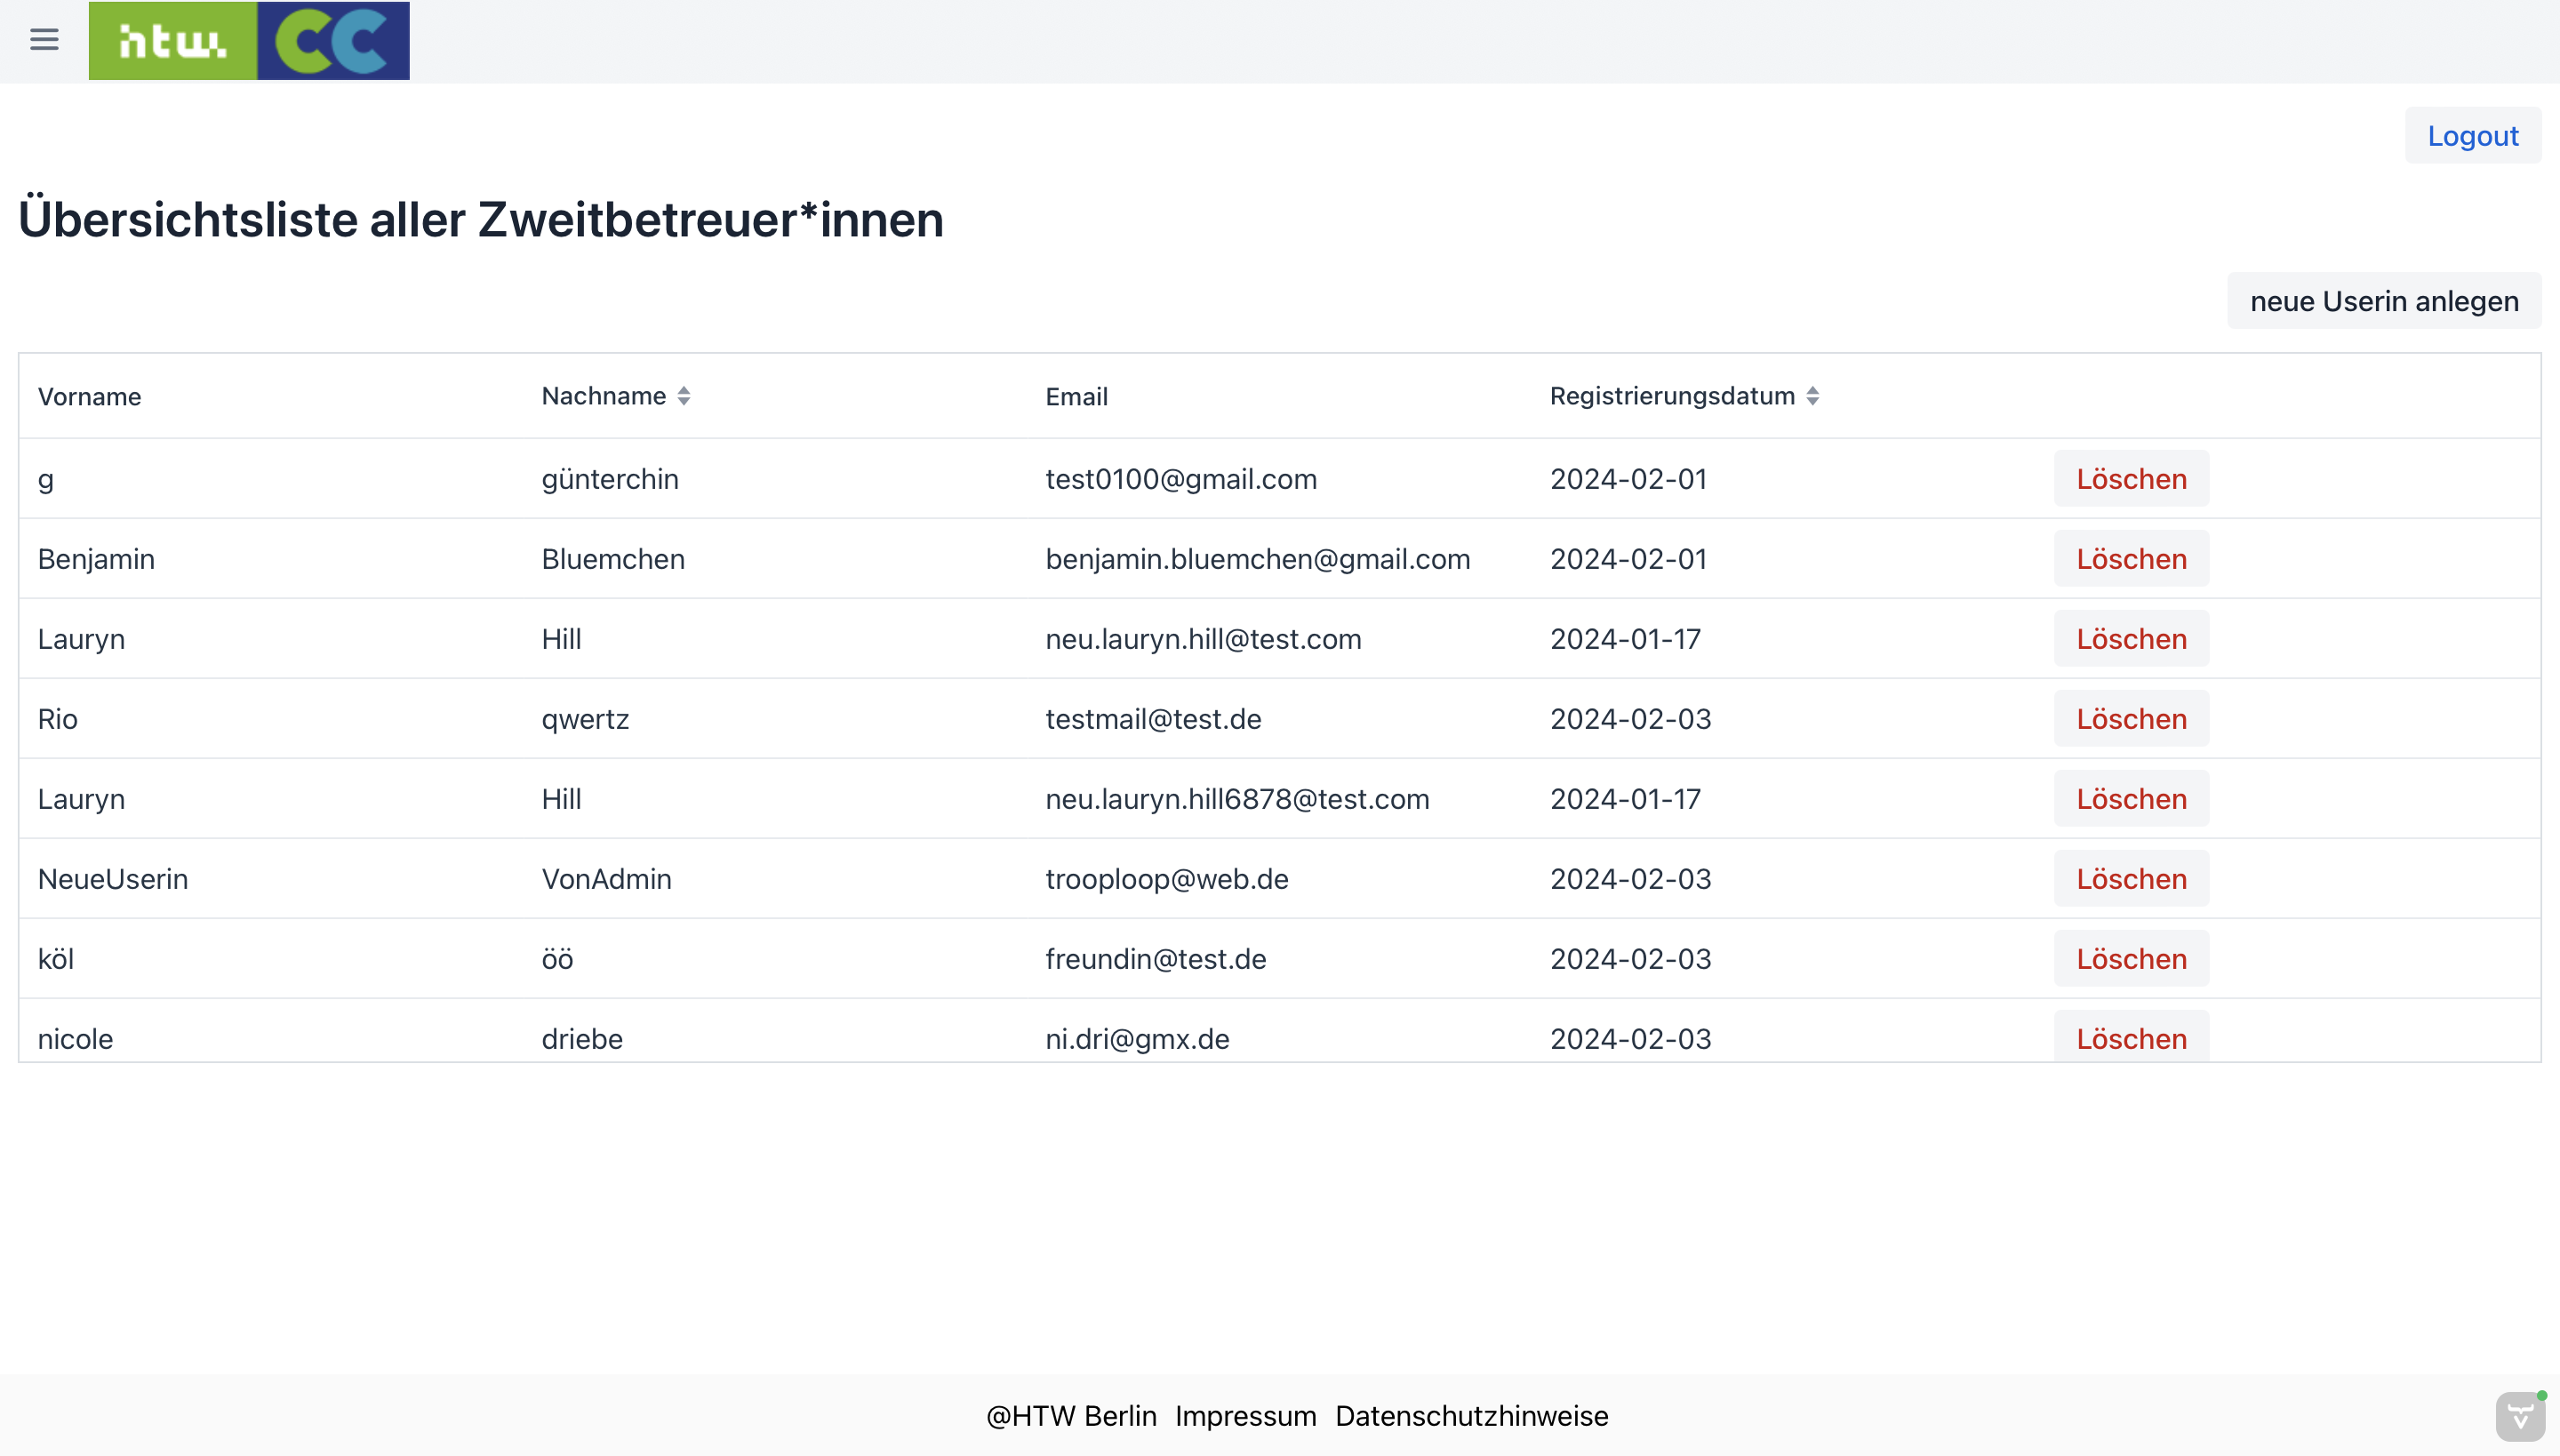 htw. CC
Logout
Übersichtsliste aller Zweitbetreuer*innen
neue Userin anlegen
Vorname Nachname Email Registrierungsdatum
g günterchin test0100@gmail.com 2024-02-01 Löschen
Benjamin Bluemchen benjamin.bluemchen@gmail.com 2024-02-01 Löschen
Lauryn Hill neu.lauryn.hill@test.com 2024-01-17 Löschen
Rio qwertz testmail@test.de 2024-02-03 Löschen
Lauryn Hill neu.lauryn.hill6878@test.com 2024-01-17 Löschen
NeueUserin VonAdmin trooploop@web.de 2024-02-03 Löschen
köl öö freundin@test.de 2024-02-03 Löschen
nicole driebe ni.dri@gmx.de 2024-02-03 Löschen
@HTW Berlin Impressum Datenschutzhinweise